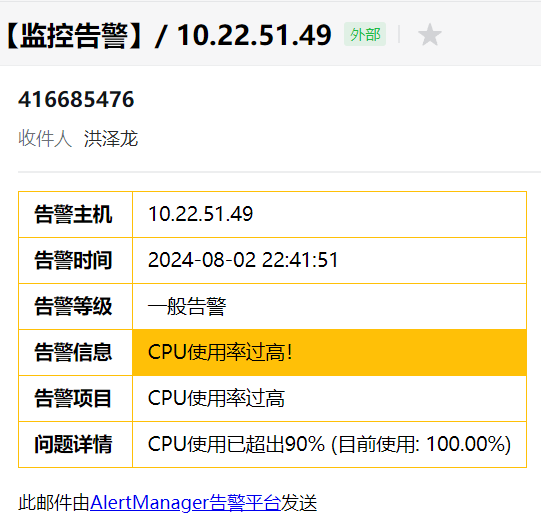 【监控告警】/ 10.22.51.49 外部
416685476
收件人 洪泽龙
告警主机 10.22.51.49
告警时间 2024-08-02 22:41:51
告警等级 一般告警
告警信息 CPU使用率过高!
告警项目 CPU使用率过高
问题详情 CPU使用已超出90% (目前使用: 100.00%)
此邮件由AlertManager告警平台发送